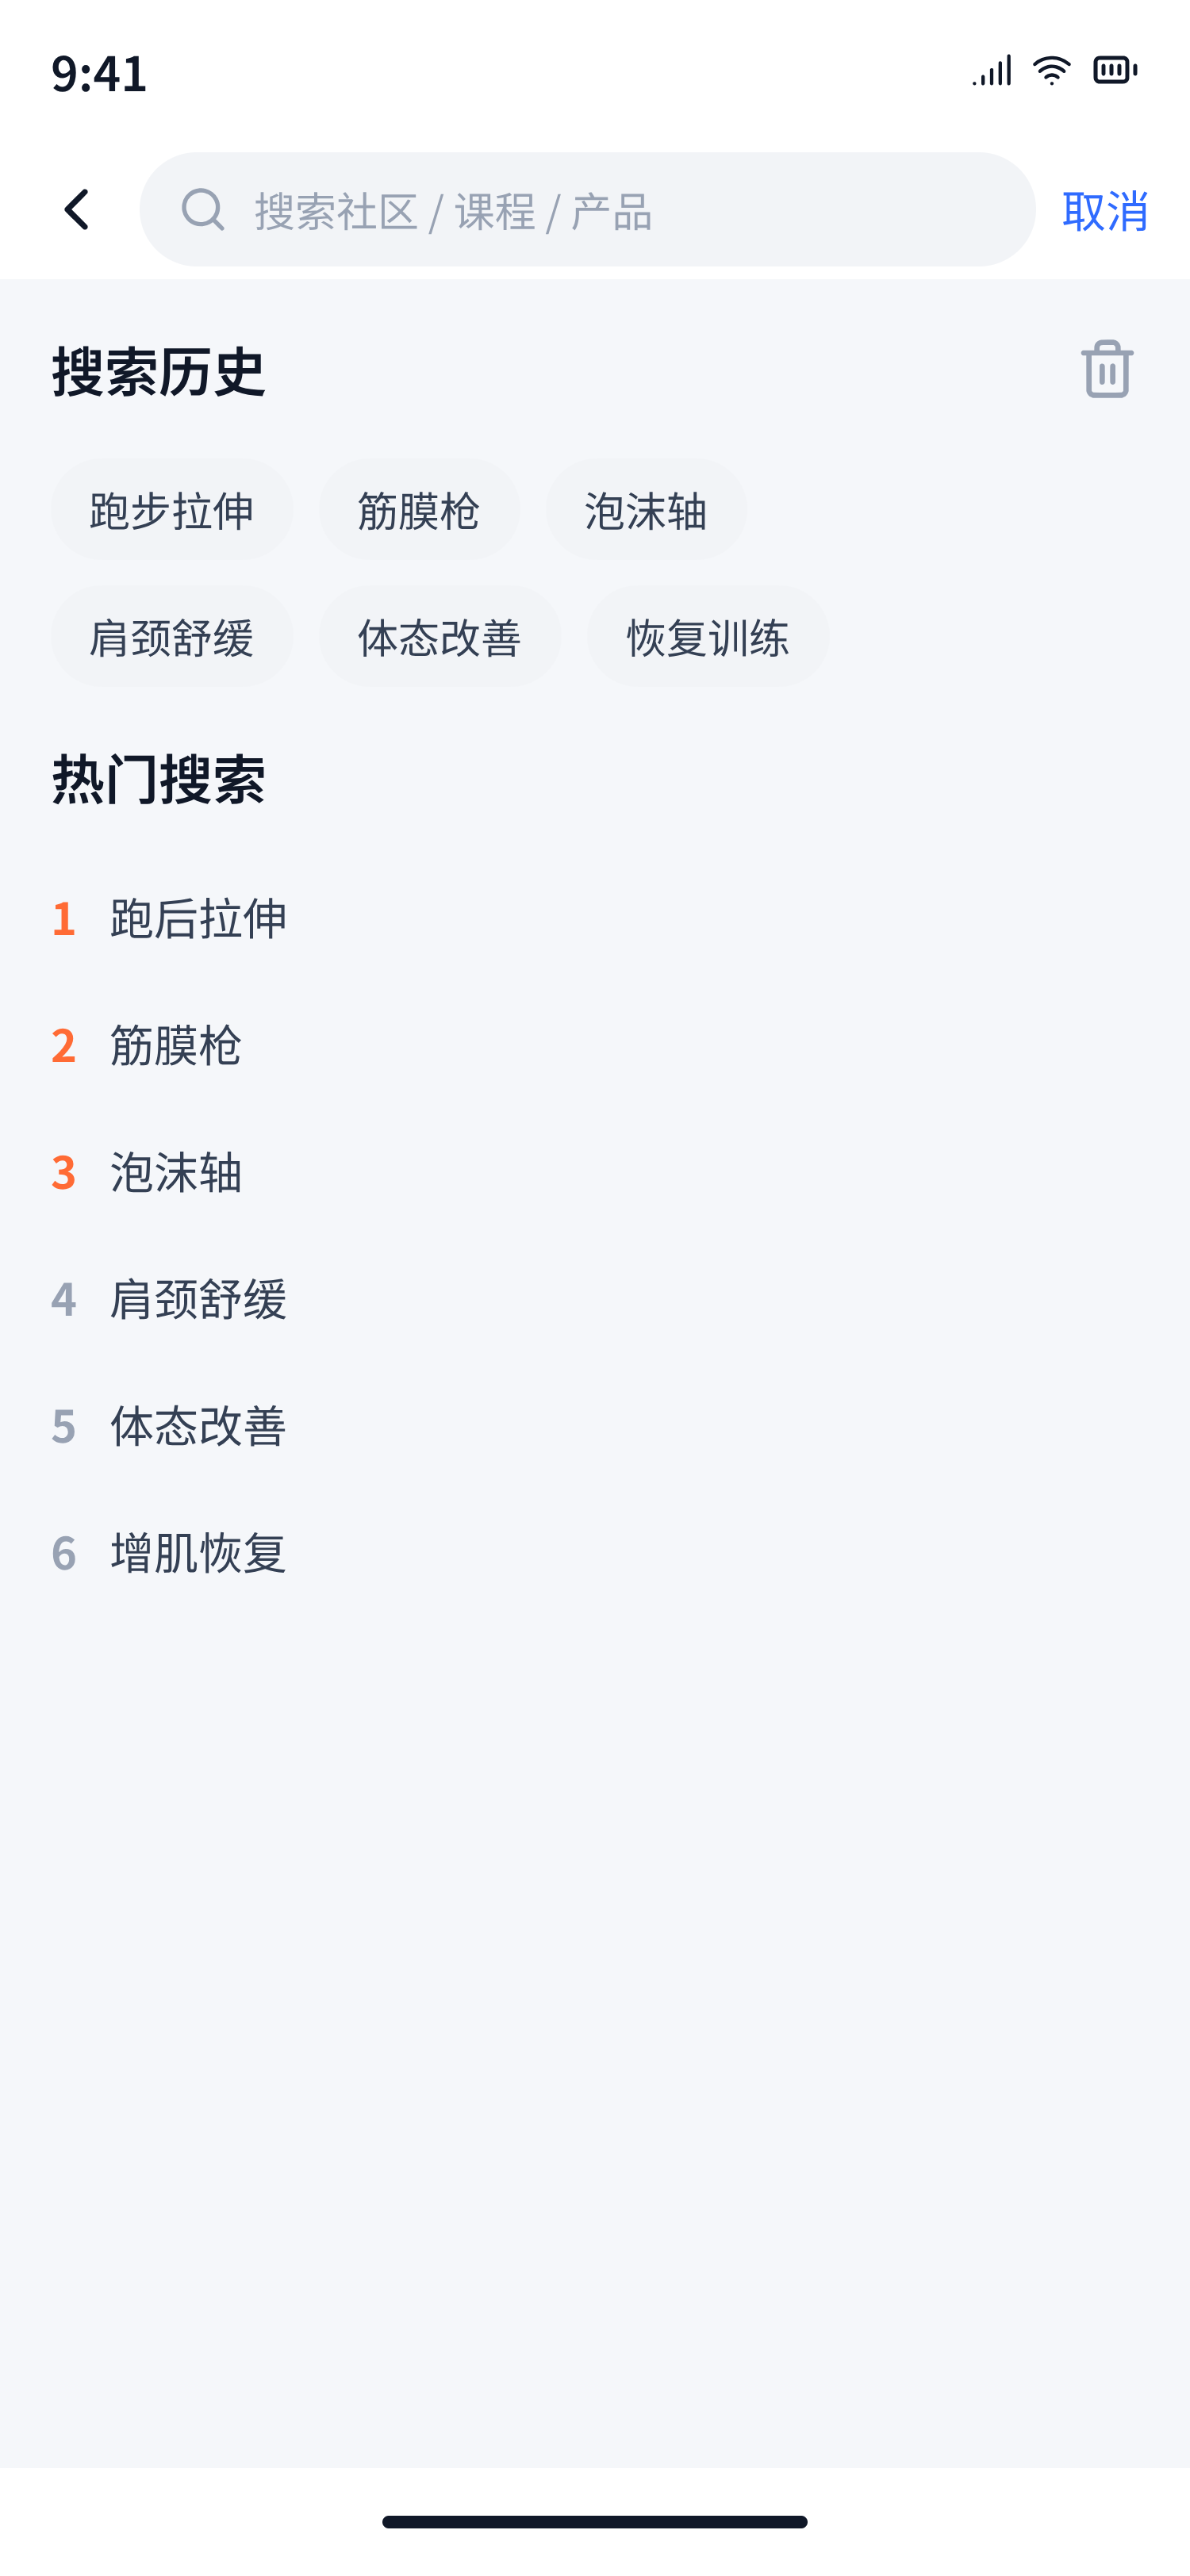 9:41
搜索社区 / 课程 / 产品
取消
搜索历史
跑步拉伸
筋膜枪
泡沫轴
肩颈舒缓
体态改善
恢复训练
热门搜索
1 跑后拉伸
2 筋膜枪
3 泡沫轴
4 肩颈舒缓
5 体态改善
6 增肌恢复